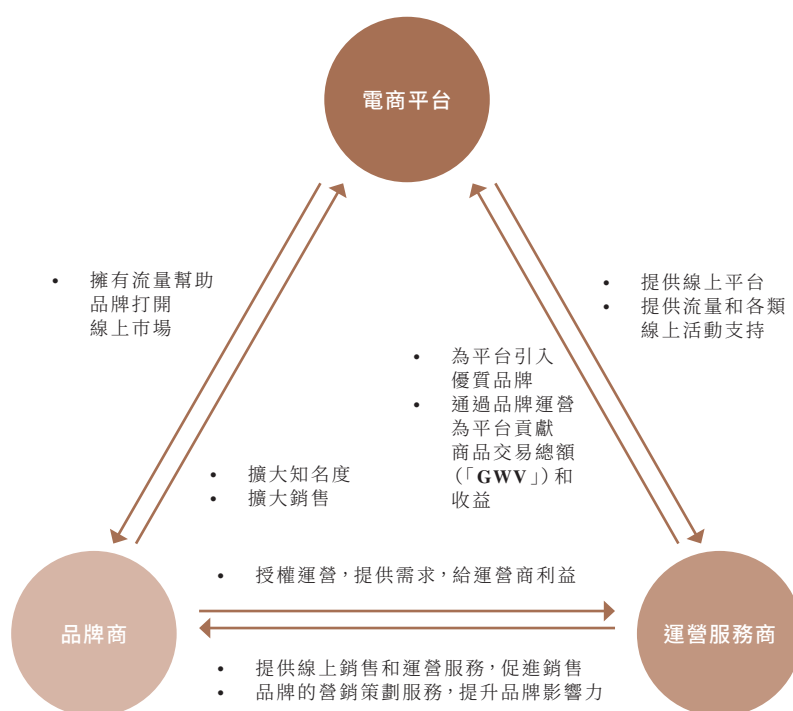 電商平台
• 擁有流量幫助
品牌打開
線上市場
• 提供線上平台
• 提供流量和各類
線上活動支持
• 為平台引入
優質品牌
• 通過品牌運營
為平台貢獻
商品交易總額
(「GWV」)和
收益
• 擴大知名度
• 擴大銷售
• 授權運營，提供需求，給運營商利益
品牌商
運營服務商
• 提供線上銷售和運營服務，促進銷售
• 品牌的營銷策劃服務，提升品牌影響力